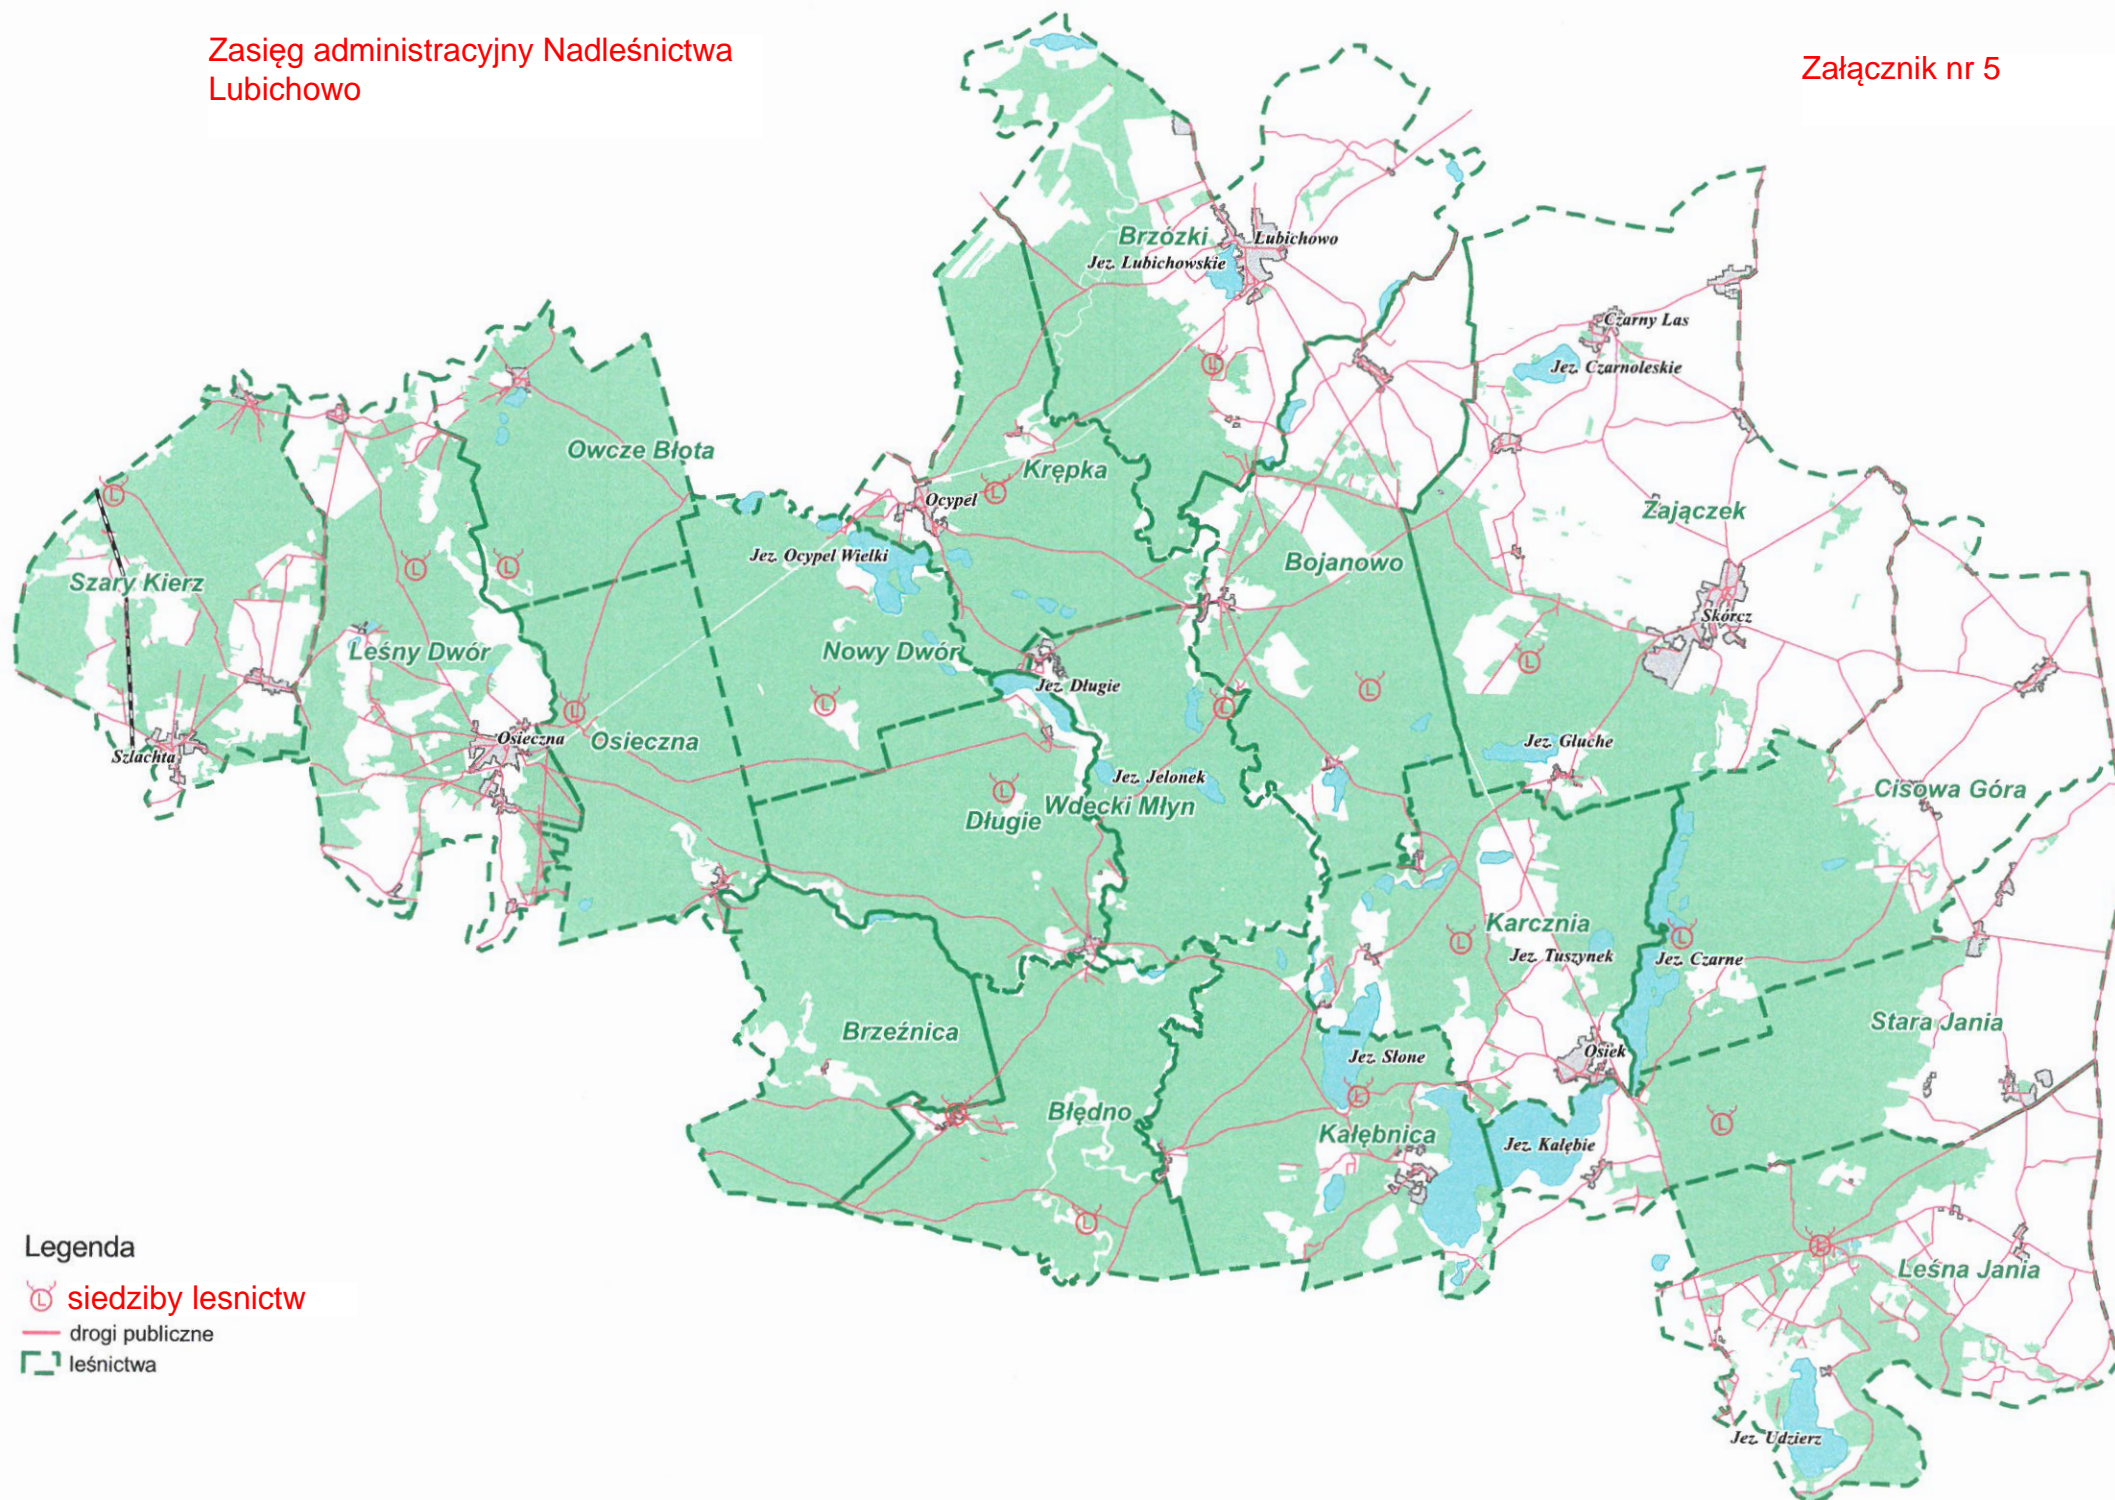 Zasięg administracyjny Nadleśnictwa
Lubichowo
Załącznik nr 5
Brzózki
Lubichowo
Jez. Lubichowskie
Czarny Las
Jez. Czarnoleskie
Owcze Błota
Krępka
Ocypel
Zajączek
Jez. Ocypel Wielki
Bojanowo
Szary Kierz
Skórcz
Leśny Dwór
Nowy Dwór
Jez. Długie
Osieczna
Osieczna
Jez. Głuche
Szlachta
Jez. Jelonek
Cisowa Góra
Długie
Wdecki Młyn
Karcznia
Jez. Tuszynek
Jez. Czarne
Brzeźnica
Stara Jania
Jez. Słone
Osiek
Błędno
Kałębnica
Jez. Kałębie
Legenda
Leśna Jania
L siedziby lesnictw
drogi publiczne
leśnictwa
Jez. Udzierz